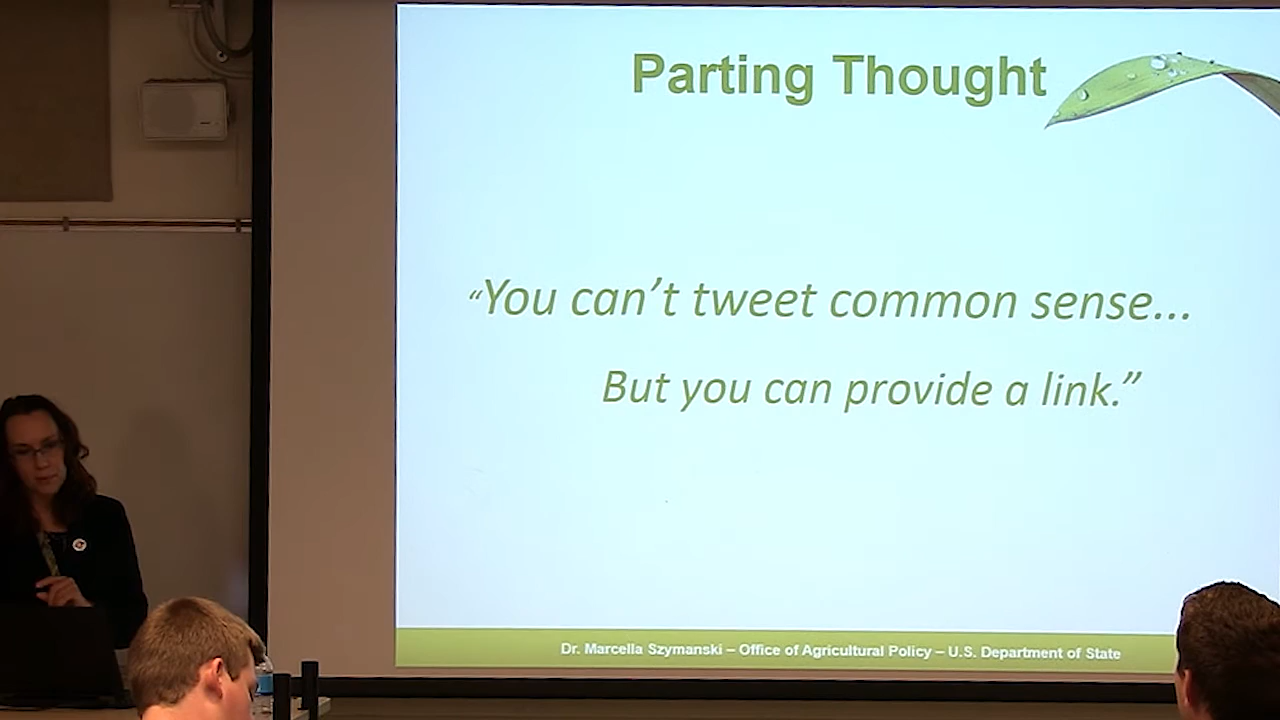 Parting Thought
“You can’t tweet common sense...
But you can provide a link.”
Dr. Marcella Szymanski – Office of Agricultural Policy – U.S. Department of State